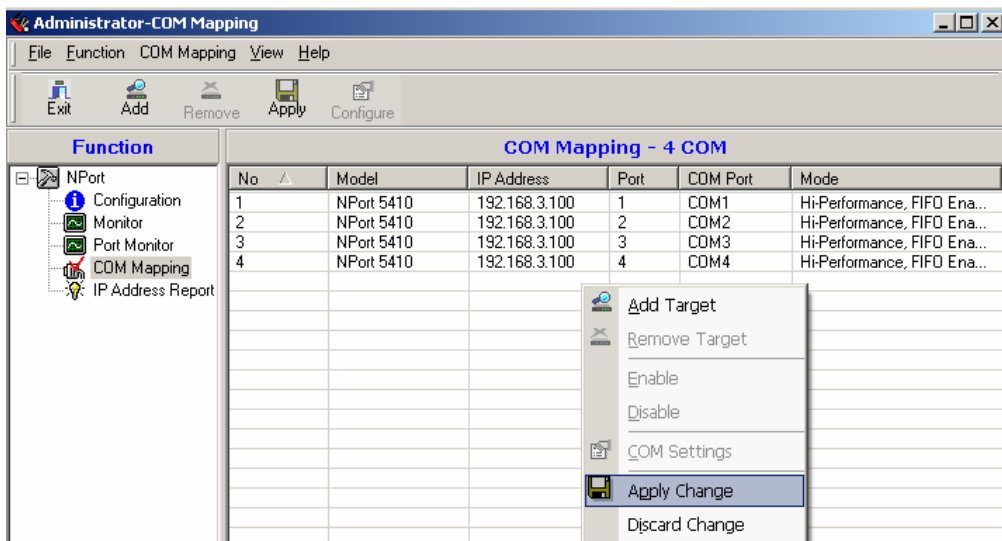 Administrator-COM Mapping
File Function COM Mapping View Help
Exit Add Remove Apply Configure
Function
COM Mapping - 4 COM
NPort
Configuration
Monitor
Port Monitor
COM Mapping
IP Address Report
No Model IP Address Port COM Port Mode
1 NPort 5410 192.168.3.100 1 COM1 Hi-Performance, FIFO Ena...
2 NPort 5410 192.168.3.100 2 COM2 Hi-Performance, FIFO Ena...
3 NPort 5410 192.168.3.100 3 COM3 Hi-Performance, FIFO Ena...
4 NPort 5410 192.168.3.100 4 COM4 Hi-Performance, FIFO Ena...
Add Target
Remove Target
Enable
Disable
COM Settings
Apply Change
Discard Change